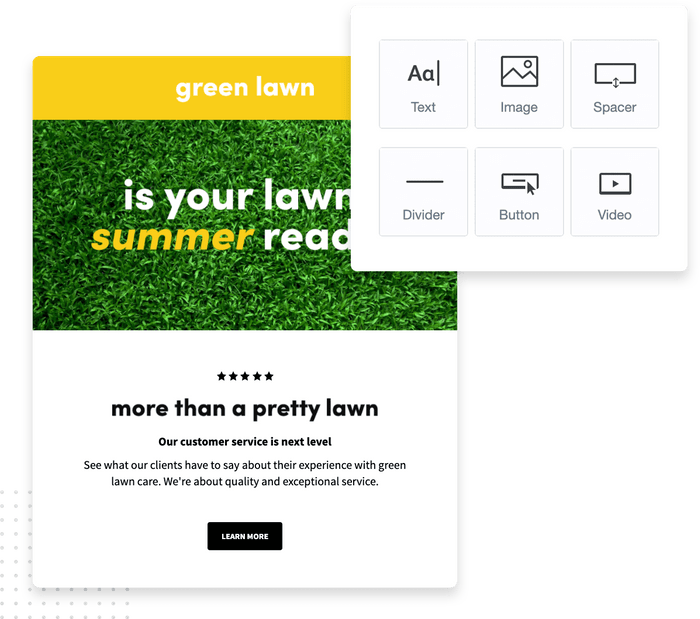 green lawn
is your lawn
summer read
★★★★★
more than a pretty lawn
Our customer service is next level
See what our clients have to say about their experience with green
lawn care. We're about quality and exceptional service.
LEARN MORE
Aa
Text
Image
Spacer
Divider
Button
Video